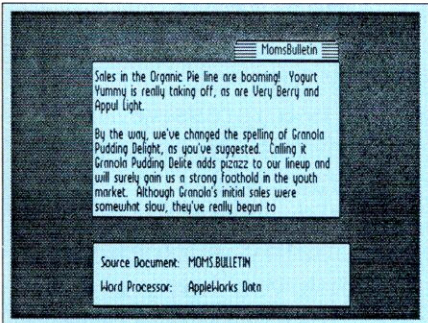 MomsBulletin
Sales in the Organic Pie line are booming! Yogurt
Yummy is really taking off, as are Very Berry and
Appul Light.
By the way, we've changed the spelling of Granola
Pudding Delight, as you've suggested. Calling it
Granola Pudding Delite adds pizazz to our lineup and
will surely gain us a strong foothold in the youth
market. Although Granola's initial sales were
somewhat slow, they've really begun to
Source Document: MOMS.BULLETIN
Word Processor: AppleWorks Data